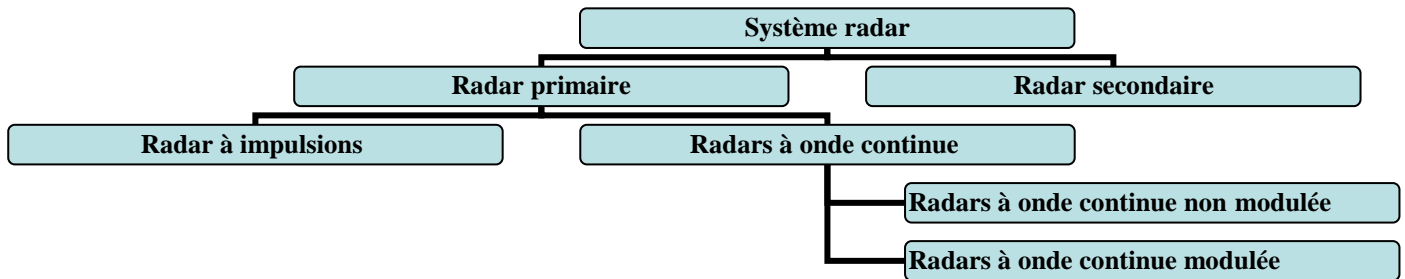 Système radar
Radar primaire
Radar secondaire
Radar à impulsions
Radars à onde continue
Radars à onde continue non modulée
Radars à onde continue modulée